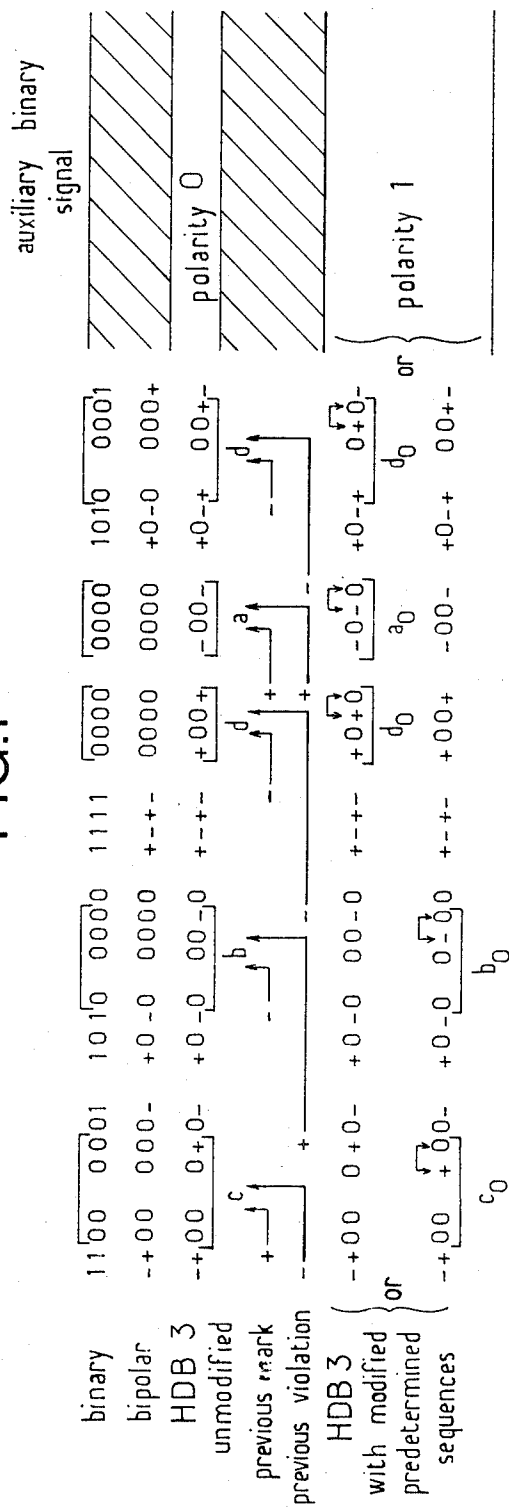 FIG.1
auxiliary binary
signal
binary 1100 0001 1010 0000 1111 0000 0000 1010 0001
bipolar -+00 000- +0-0 0000 +-+- 0000 0000 +0-0 000+
HDB 3 -+00 0+0- +0-0 00-0 +-+- +00+ -00- +0-+ 00+- polarity 0
unmodified c b d a d
previous mark + - - + -
previous violation - + - + -
HDB3 -+00 0+0- +0-0 00-0 +-+- +0+0 -0-0 +0-+ 0+0-
with modified or d0 a0 d0 or polarity 1
predetermined
sequences -+00 +00- +0-0 0-00 +-+- +00+ -00- +0-+ 00+-
c0 b0